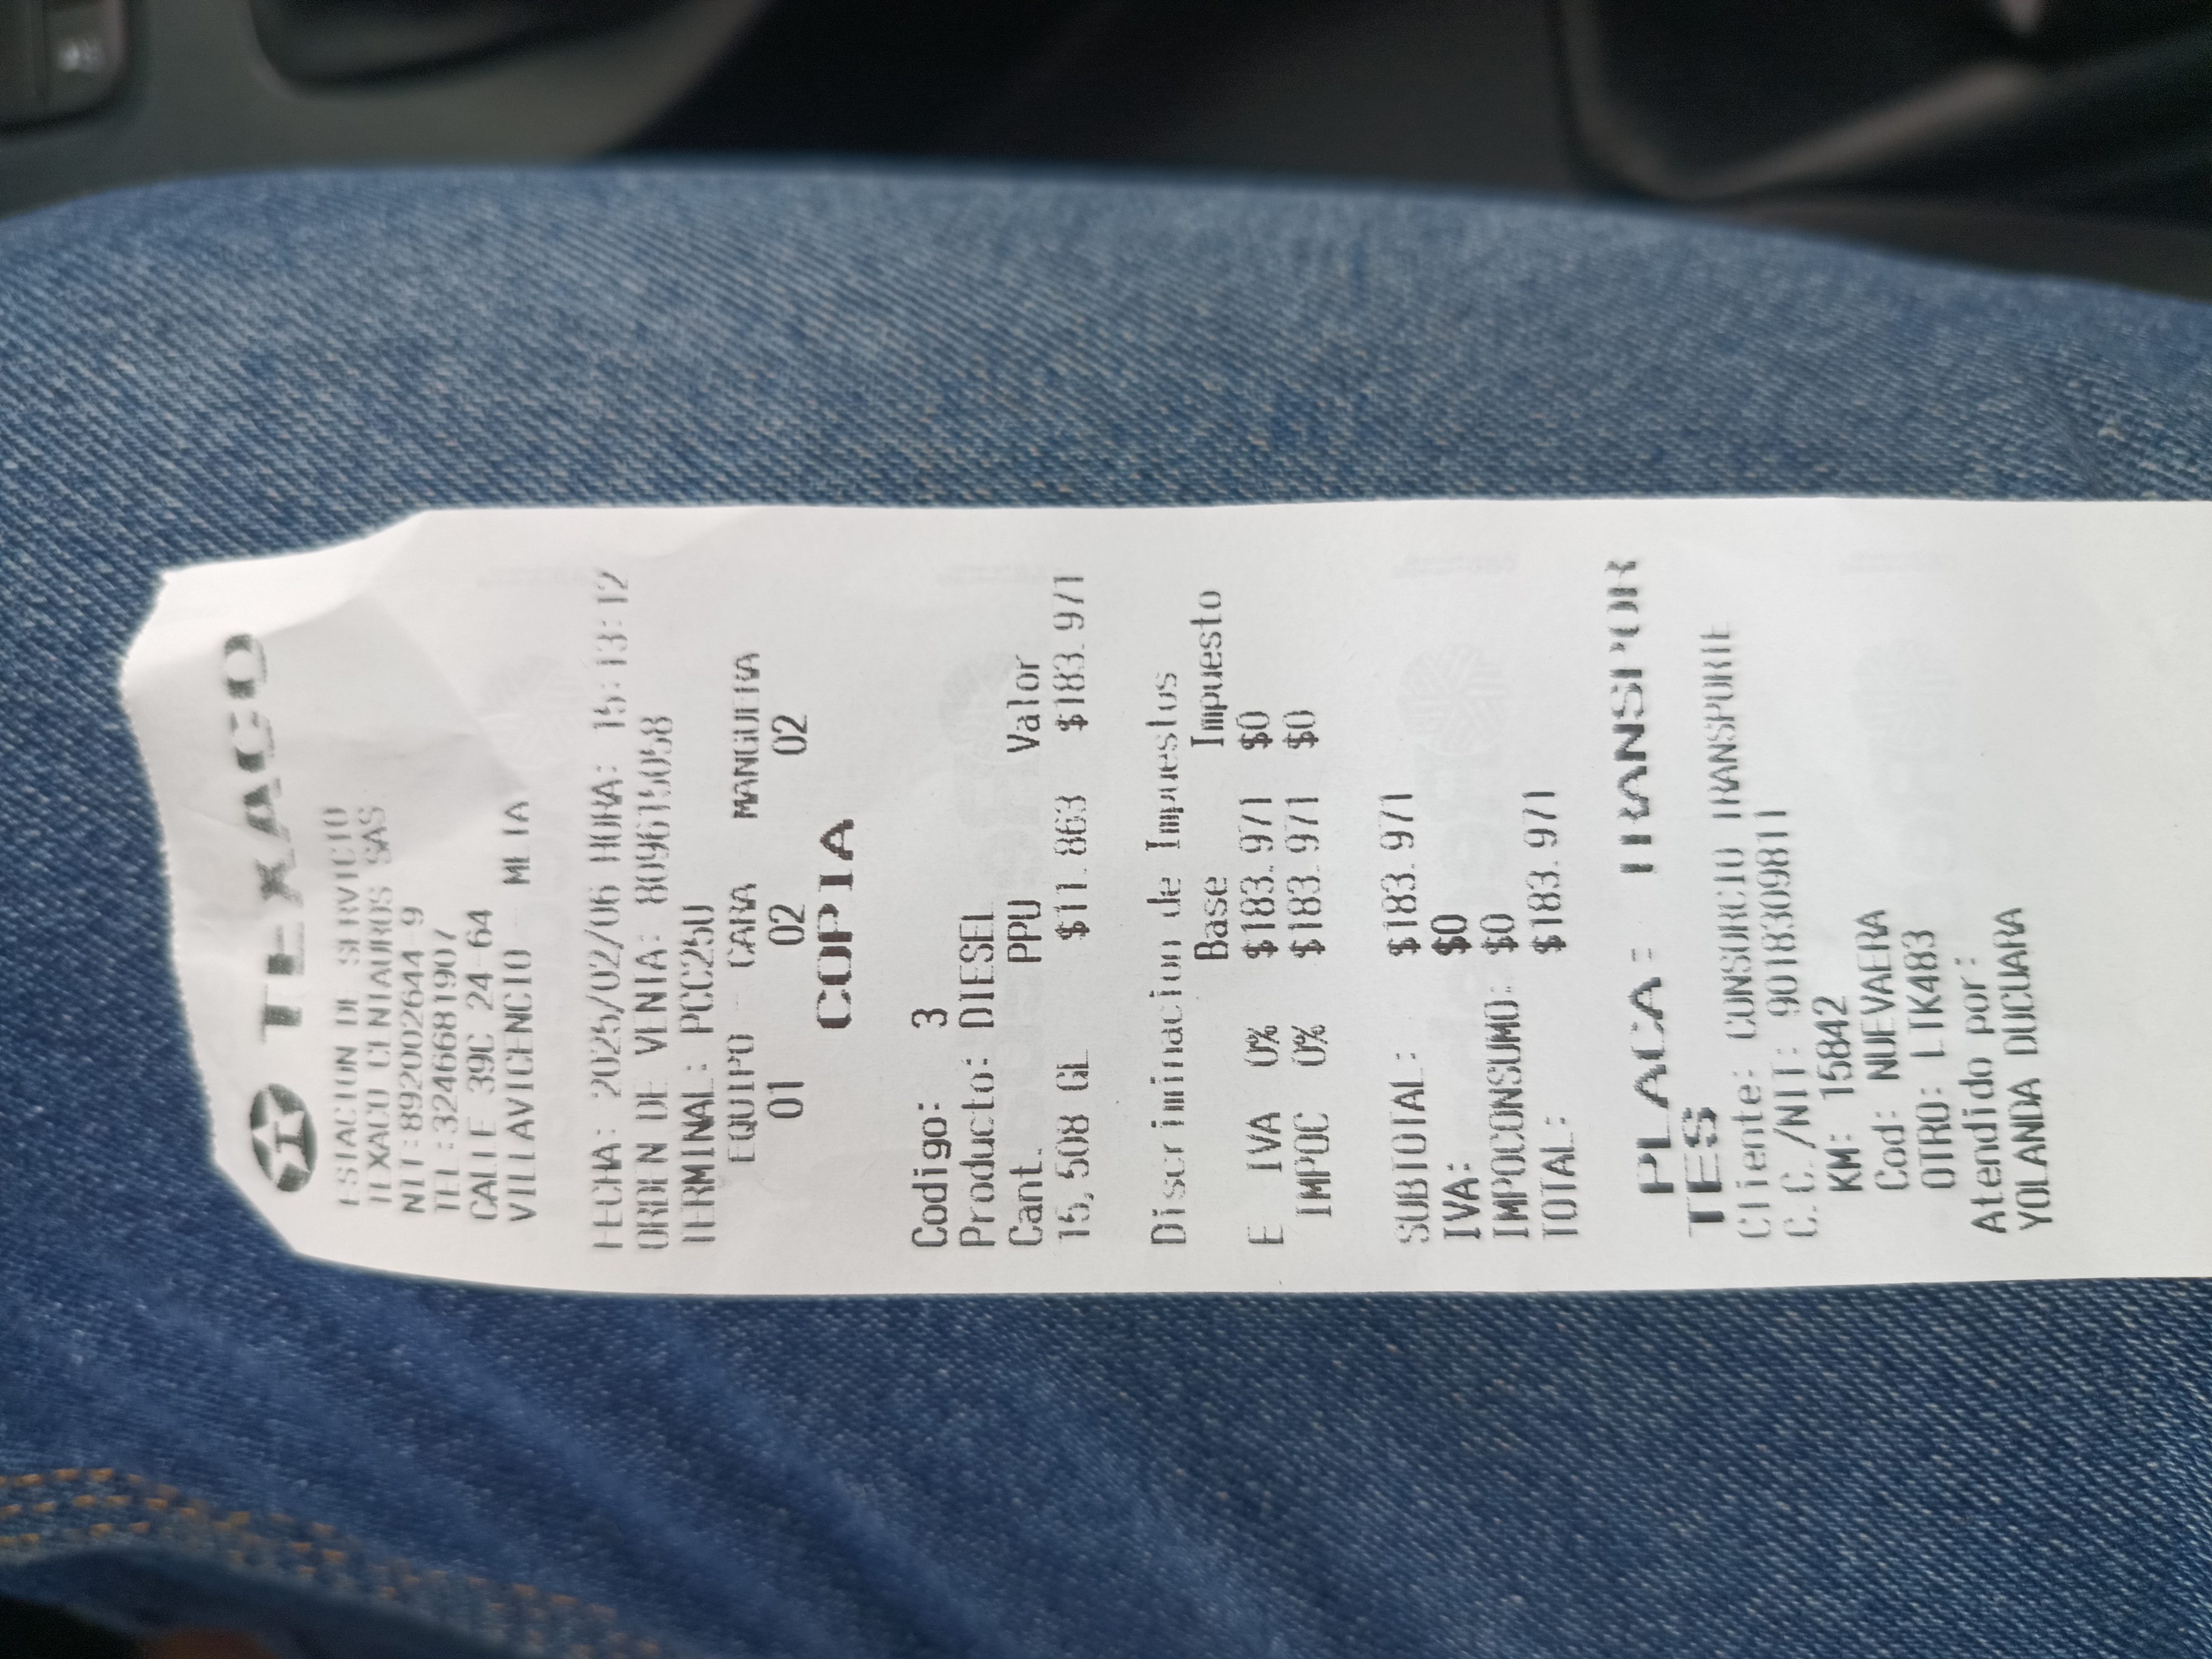 TEXACO
ESTACION DE SERVICIO
TEXACO CENTAUROS SAS
NIT:892002644-9
TEL:3246681907
CALLE 39C 24-64
VILLAVICENCIO META
FECHA: 2025/02/06 HORA: 15:13:12
ORDEN DE VENTA: 809615058
TERMINAL: PCC25U
EQUIPO CARA MANGUERA
01 02 02
COPIA
Codigo: 3
Producto: DIESEL
Cant. PPU Valor
15,508 GL $11.863 $183.971
Discriminacion de Impuestos
Base Impuesto
E IVA 0% $183.971 $0
IMPOC 0% $183.971 $0
SUBTOTAL: $183.971
IVA: $0
IMPOCONSUMO: $0
TOTAL: $183.971
PLACA: TRANSPOR
TES
Cliente: CONSORCIO TRANSPORTE
C.C./NIT: 9018309811
KM: 15842
Cod: NUEVAERA
OTRO: LTK483
Atendido por:
YOLANDA DUCUARA